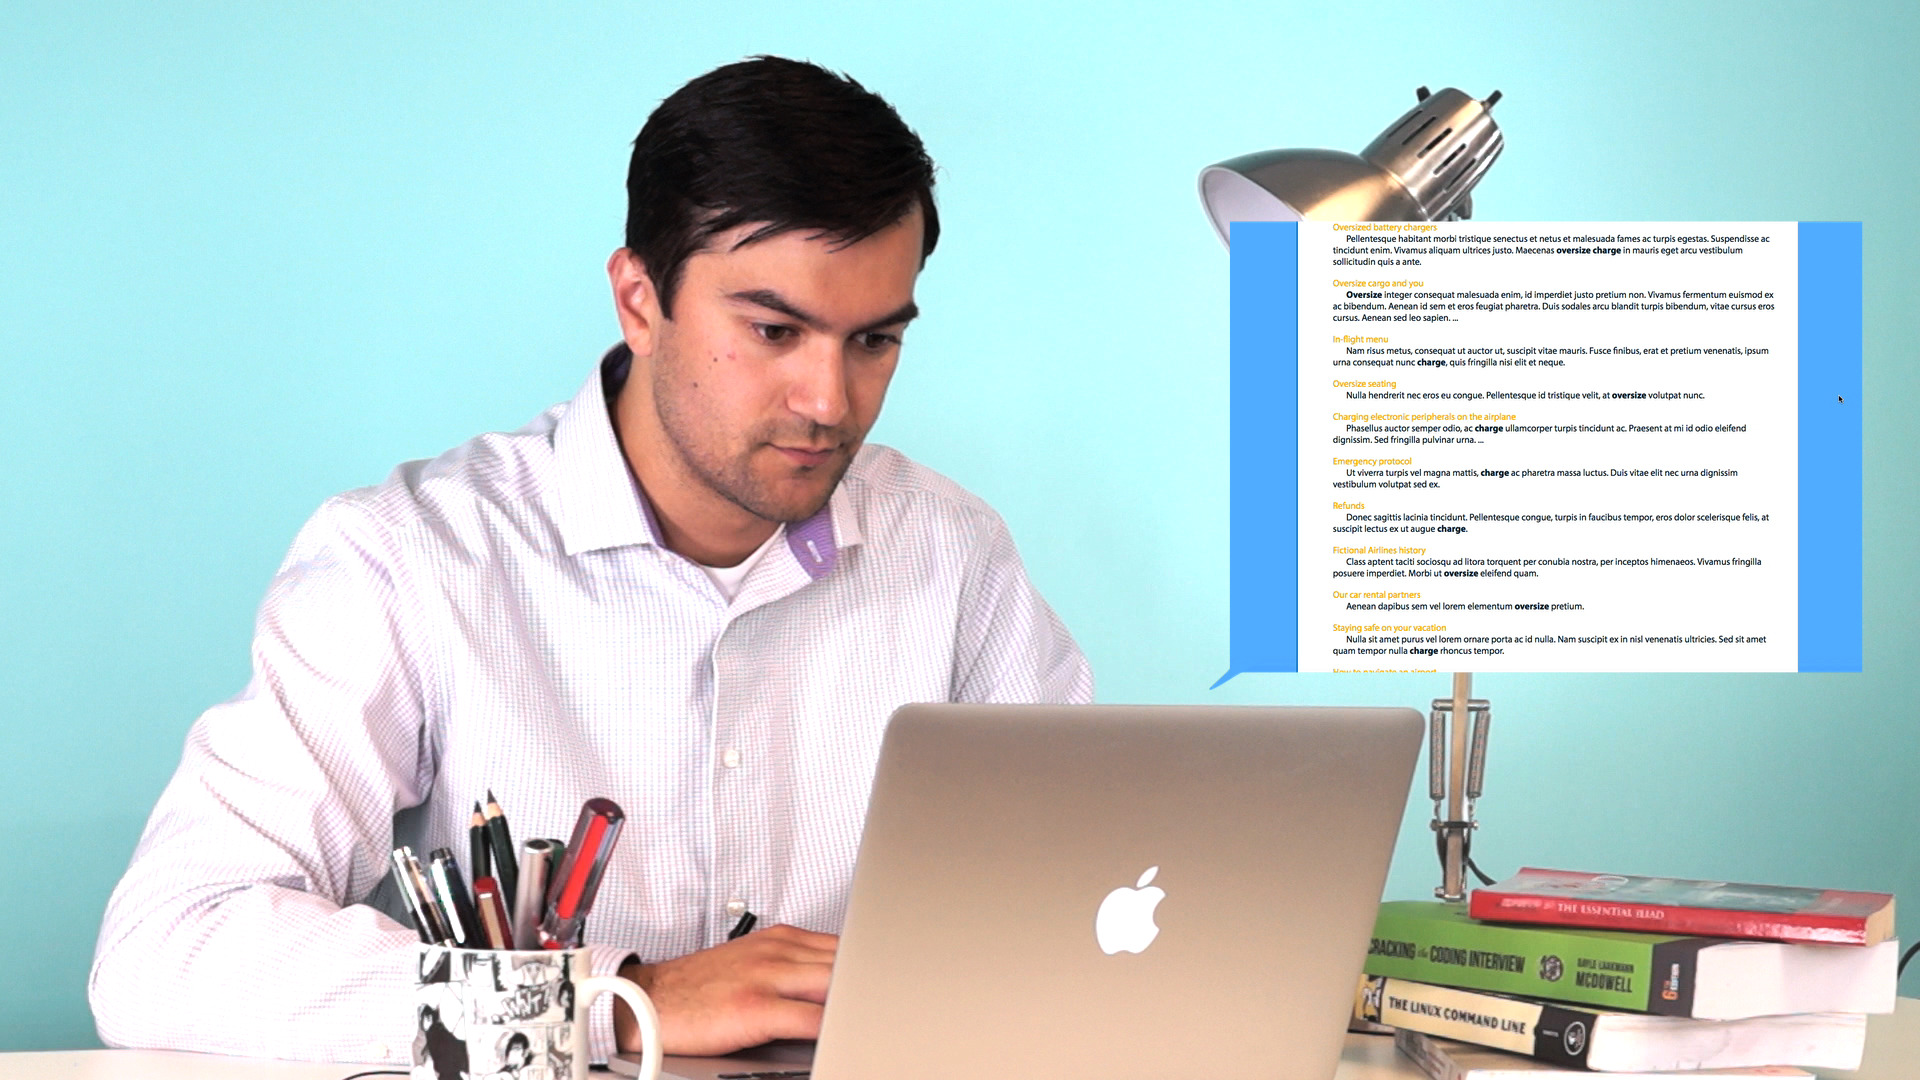 Oversized battery chargers
Pellentesque habitant morbi tristique senectus et netus et malesuada fames ac turpis egestas. Suspendisse ac
tincidunt enim. Vivamus aliquam ultrices justo. Maecenas oversize charge in mauris eget arcu vestibulum
sollicitudin quis a ante.
Oversize cargo and you
Oversize integer consequat malesuada enim, id imperdiet justo pretium non. Vivamus fermentum euismod ex
ac bibendum. Aenean id sem et eros feugiat pharetra. Duis sodales arcu blandit turpis bibendum, vitae cursus eros
cursus. Aenean sed leo sapien. ...
In-flight menu
Nam risus metus, consequat ut auctor ut, suscipit vitae mauris. Fusce finibus, erat et pretium venenatis, ipsum
urna consequat nunc charge, quis fringilla nisi elit et neque.
Oversize seating
Nulla hendrerit nec eros eu congue. Pellentesque id tristique velit, at oversize volutpat nunc.
Charging electronic peripherals on the airplane
Phasellus auctor semper odio, ac charge ullamcorper turpis tincidunt ac. Praesent at mi id odio eleifend
dignissim. Sed fringilla pulvinar urna. ...
Emergency protocol
Ut viverra turpis vel magna mattis, charge ac pharetra massa luctus. Duis vitae elit nec urna dignissim
vestibulum volutpat sed ex.
Refunds
Donec sagittis lacinia tincidunt. Pellentesque congue, turpis in faucibus tempor, eros dolor scelerisque felis, at
suscipit lectus ex ut augue charge.
Fictional Airlines history
Class aptent taciti sociosqu ad litora torquent per conubia nostra, per inceptos himenaeos. Vivamus fringilla
posuere imperdiet. Morbi ut oversize eleifend quam.
Our car rental partners
Aenean dapibus sem vel lorem elementum oversize pretium.
Staying safe on your vacation
Nulla sit amet purus vel lorem ornare porta ac id nulla. Nam suscipit ex in nisl venenatis ultricies. Sed sit amet
quam tempor nulla charge rhoncus tempor.
How to navigate an airport
THE ESSENTIAL ILIAD
CRACKING the CODING INTERVIEW
GAYLE LAAKMANN
MCDOWELL
6
EDITION
THE LINUX COMMAND LINE